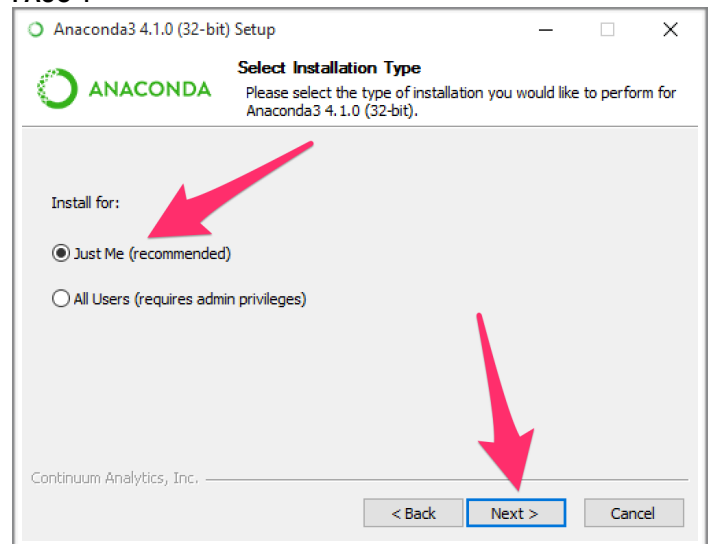 Anaconda3 4.1.0 (32-bit) Setup
ANACONDA
Select Installation Type
Please select the type of installation you would like to perform for
Anaconda3 4.1.0 (32-bit).
Install for:
Just Me (recommended)
All Users (requires admin privileges)
Continuum Analytics, Inc.
< Back
Next >
Cancel